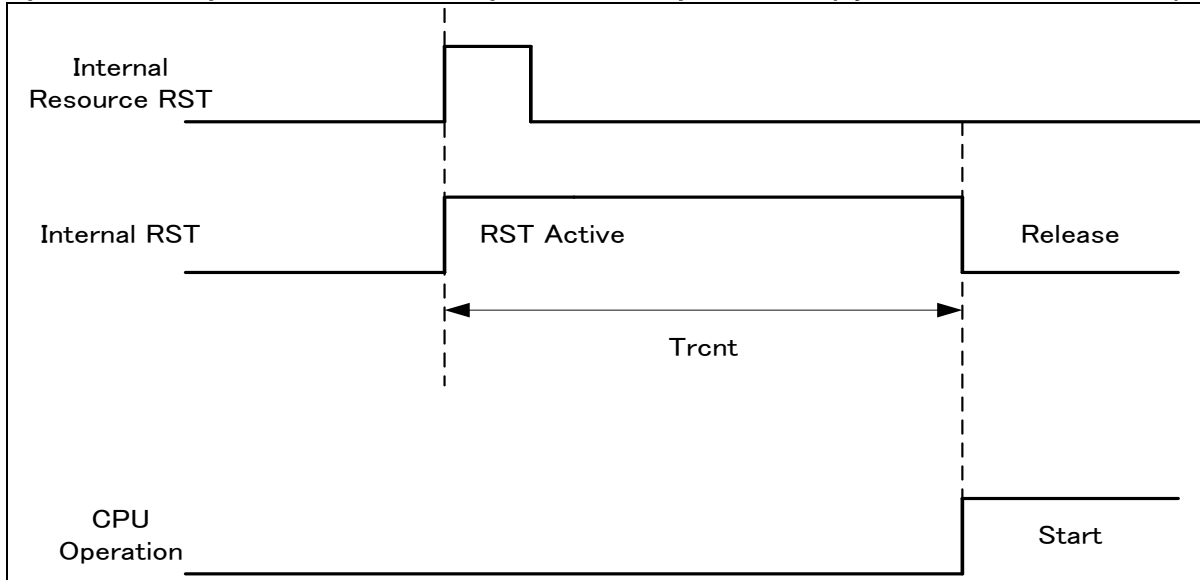 Internal
Resource RST
Internal RST
RST Active
Release
Trcnt
CPU
Operation
Start